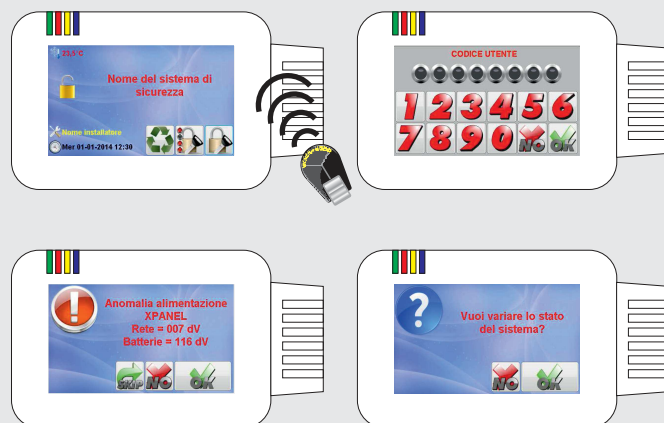 23,5°C
Nome del sistema di
sicurezza
Nome installatore
Mer 01-01-2014 12:30
CODICE UTENTE
1 2 3 4 5 6
7 8 9 0 NO OK
Anomalia alimentazione
XPANEL
Rete = 007 dV
Batterie = 116 dV
SKIP NO OK
Vuoi variare lo stato
del sistema?
NO OK